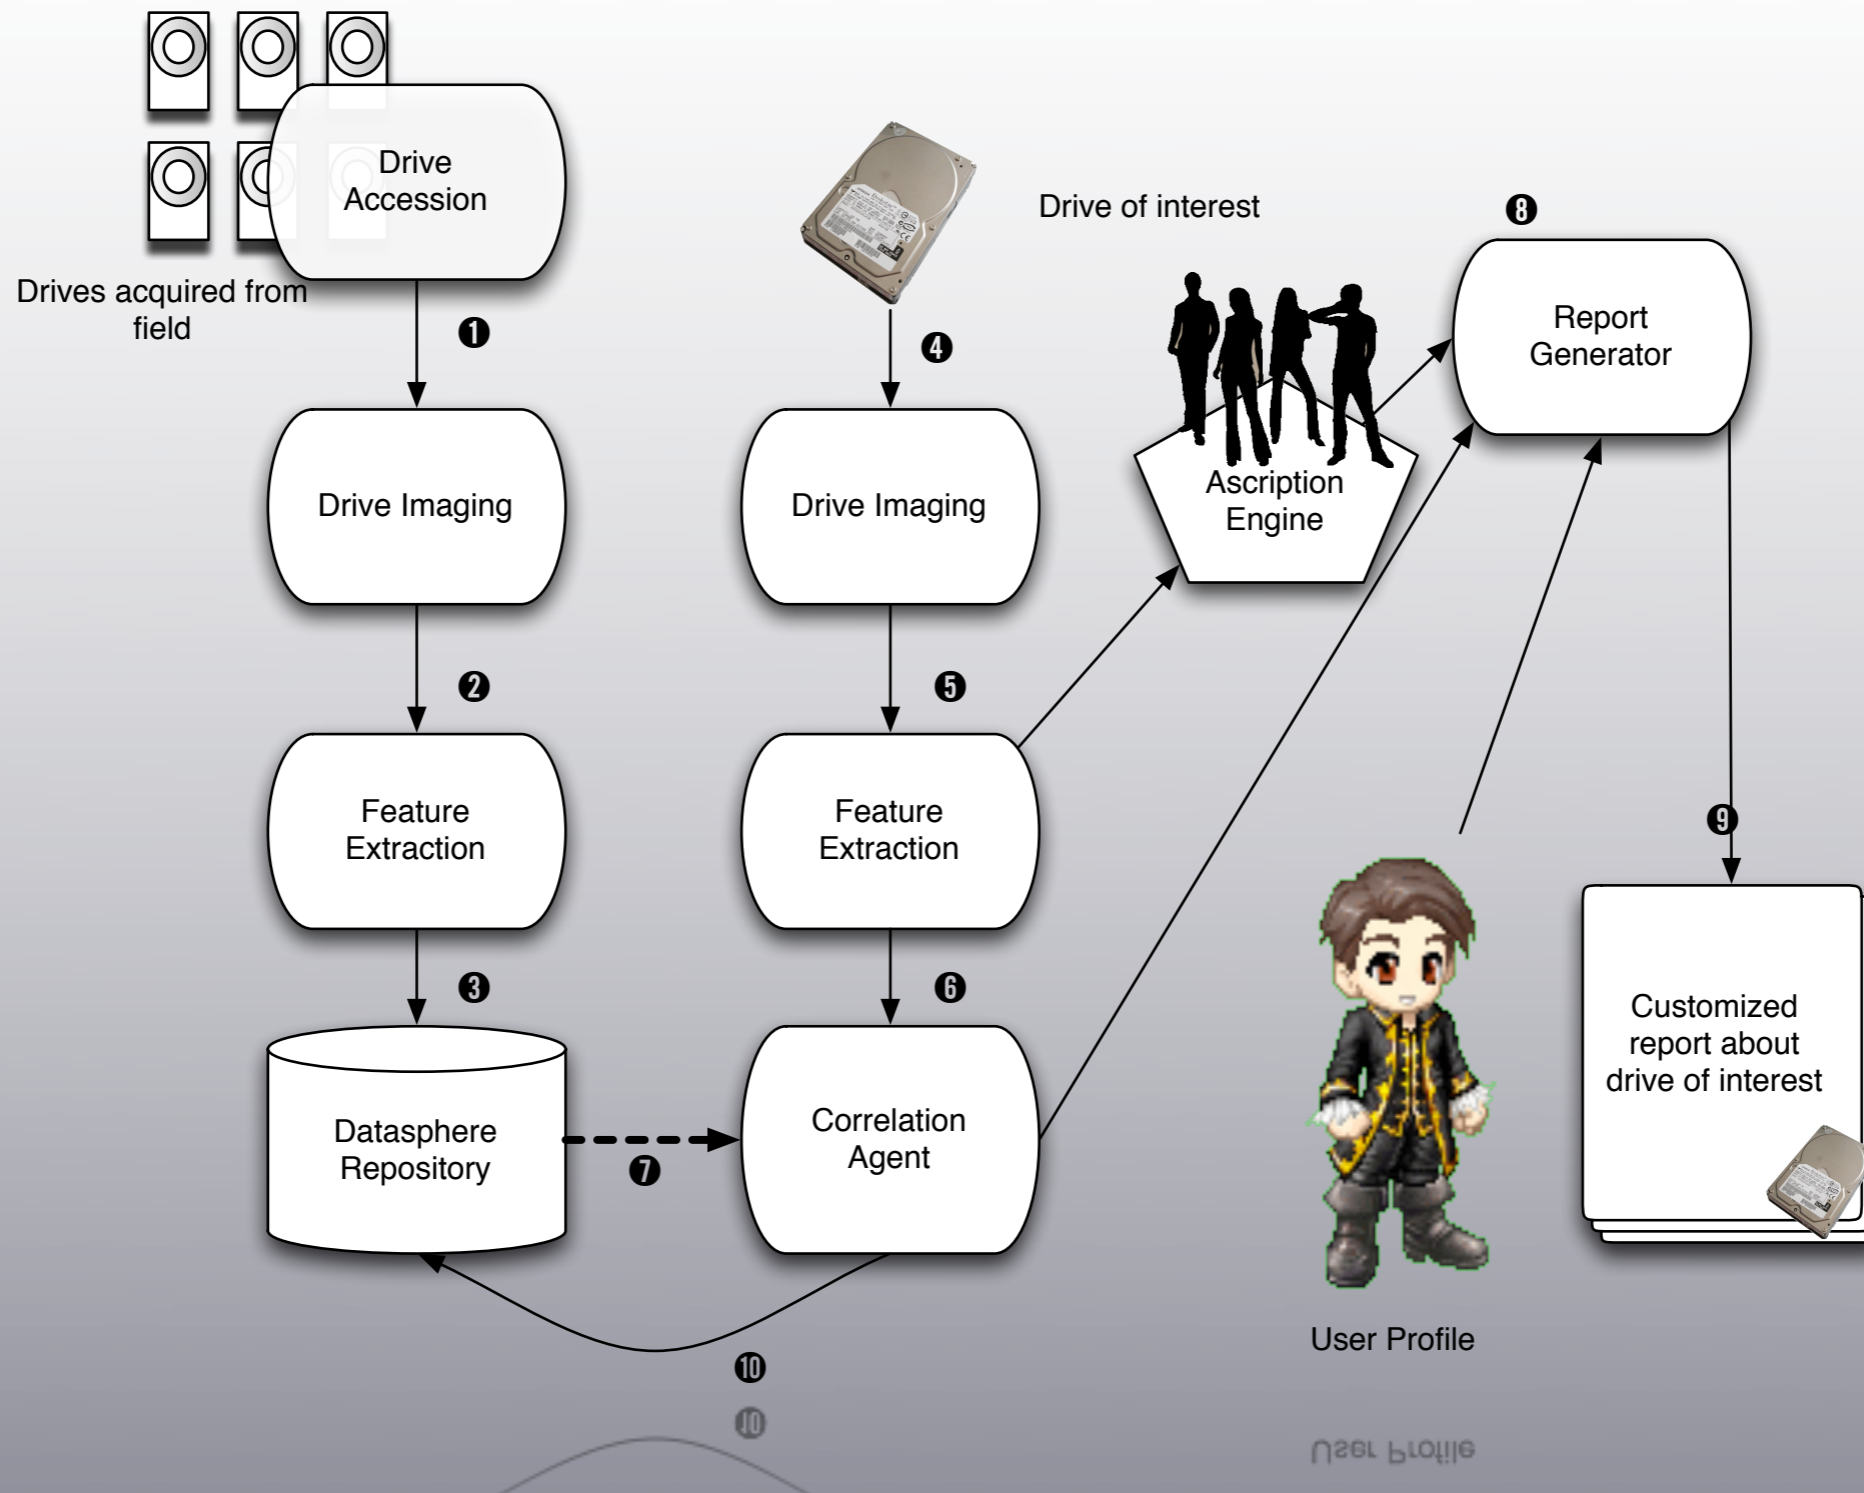 Drive
Accession
Drives acquired from
field
Drive of interest
❶
❹
❽
Report
Generator
Drive Imaging
Drive Imaging
Ascription
Engine
❷
❺
Feature
Extraction
Feature
Extraction
❾
❸
❻
Customized
report about
drive of interest
Datasphere
Repository
❼
Correlation
Agent
User Profile
❿
❿
User Profile